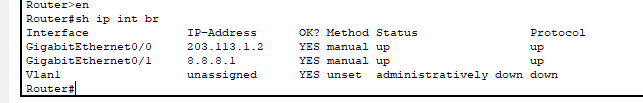 Router>en
Router#sh ip int br
Interface IP-Address OK? Method Status Protocol
GigabitEthernet0/0 203.113.1.2 YES manual up up
GigabitEthernet0/1 8.8.8.1 YES manual up up
Vlan1 unassigned YES unset administratively down down
Router#